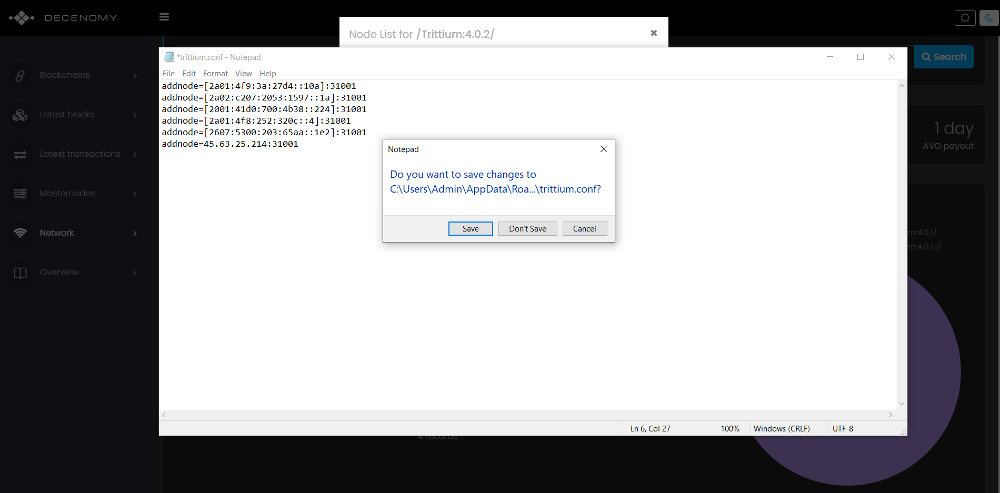 DECENOMY
Node List for /Trittium:4.0.2/
Search
*trittium.conf - Notepad
File Edit Format View Help
addnode=[2a01:4f9:3a:27d4::10a]:31001
addnode=[2a02:c207:2053:1597::1a]:31001
addnode=[2001:41d0:700:4b38::224]:31001
addnode=[2a01:4f8:252:320c::4]:31001
addnode=[2607:5300:203:65aa::1e2]:31001
addnode=45.63.25.214:31001
Notepad
Do you want to save changes to
C:\Users\Admin\AppData\Roa...\trittium.conf?
Save Don't Save Cancel
Ln 6, Col 27 100% Windows (CRLF) UTF-8
Blockchains
Latest blocks
Latest transactions
Masternodes
Network
Overview
1 day
AVG payout
m:4.0.1/
m:4.0.1.1/
4 records